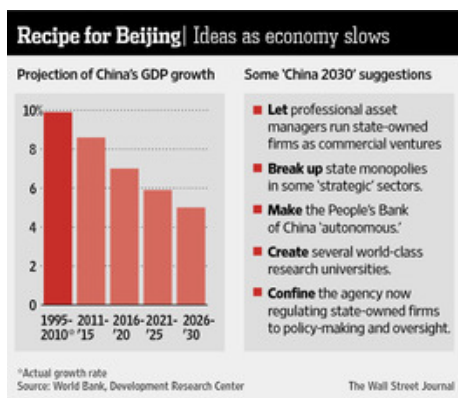 Recipe for Beijing| Ideas as economy slows
Projection of China's GDP growth
10%
8
6
4
2
0
1995- 2011- 2016- 2021- 2026-
2010* '15 '20 '25 '30
Some 'China 2030' suggestions
Let professional asset
managers run state-owned
firms as commercial ventures
Break up state monopolies
in some 'strategic' sectors.
Make the People's Bank
of China 'autonomous.'
Create several world-class
research universities.
Confine the agency now
regulating state-owned firms
to policy-making and oversight.
*Actual growth rate
Source: World Bank, Development Research Center
The Wall Street Journal